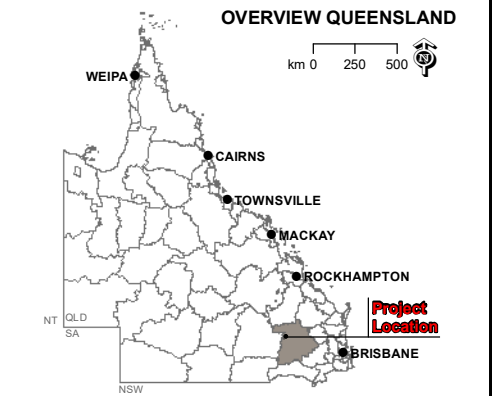 OVERVIEW QUEENSLAND
km 0 250 500
N
WEIPA
CAIRNS
TOWNSVILLE
MACKAY
ROCKHAMPTON
Project
Location
NT QLD
SA
BRISBANE
NSW